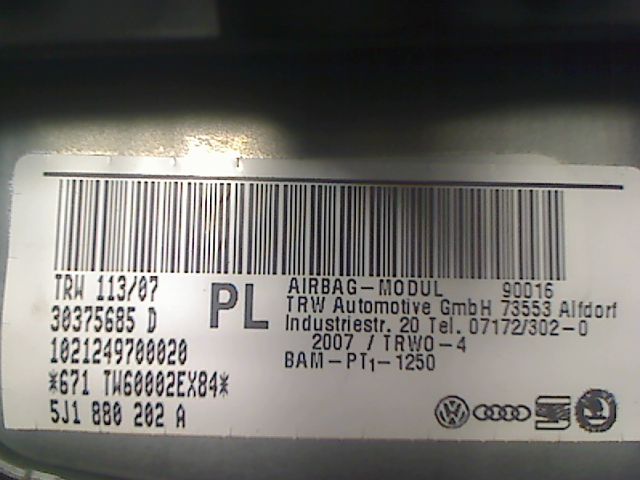 TRW 113/07
30375685 D
1021249700020
*671 TW60002EX84*
5J1 880 202 A
PL
AIRBAG-MODUL 90016
TRW Automotive GmbH 73553 Alfdorf
Industriestr. 20 Tel. 07172/302-0
2007 / TRWO-4
BAM-PT1-1250